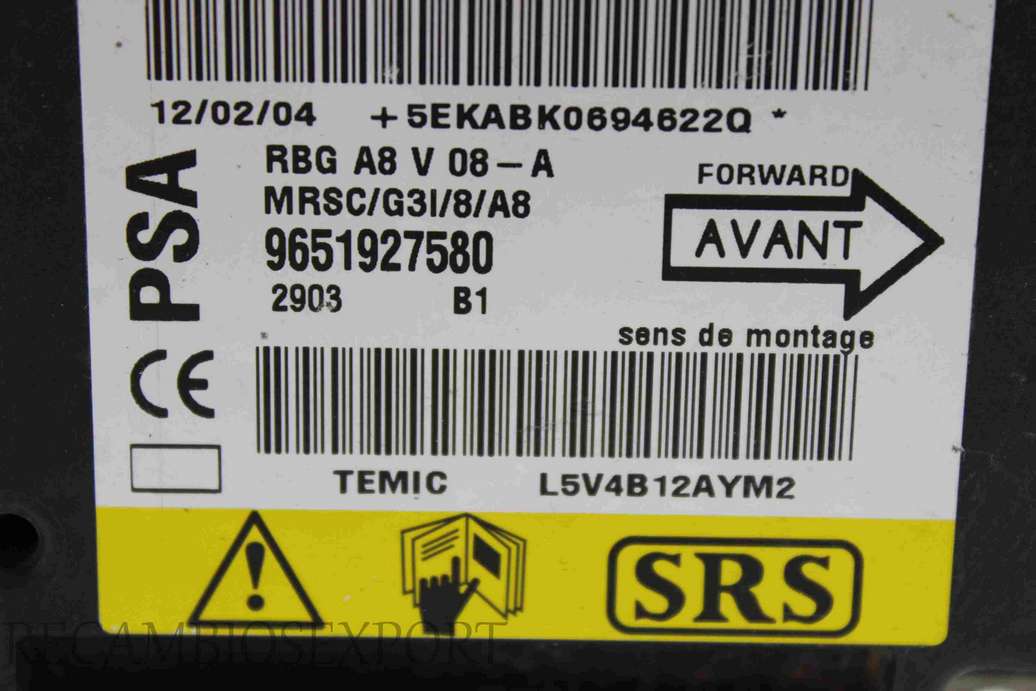 12/02/04 +5EKABK0694622Q *
RBG A8 V 08-A
MRSC/G3I/8/A8
9651927580
2903 B1
PSA
CE
FORWARD
AVANT
sens de montage
TEMIC L5V4B12AYM2
SRS
RECAMBIOSEXPORT